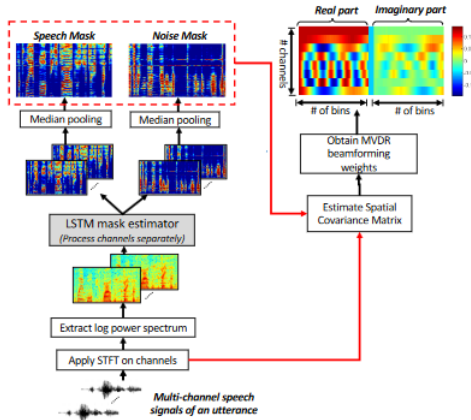 Speech Mask
Noise Mask
Real part
Imaginary part
# channels
# of bins
# of bins
Median pooling
Median pooling
Obtain MVDR
beamforming
weights
LSTM mask estimator
(Process channels separately)
Estimate Spatial
Covariance Matrix
Extract log power spectrum
Apply STFT on channels
Multi-channel speech
signals of an utterance